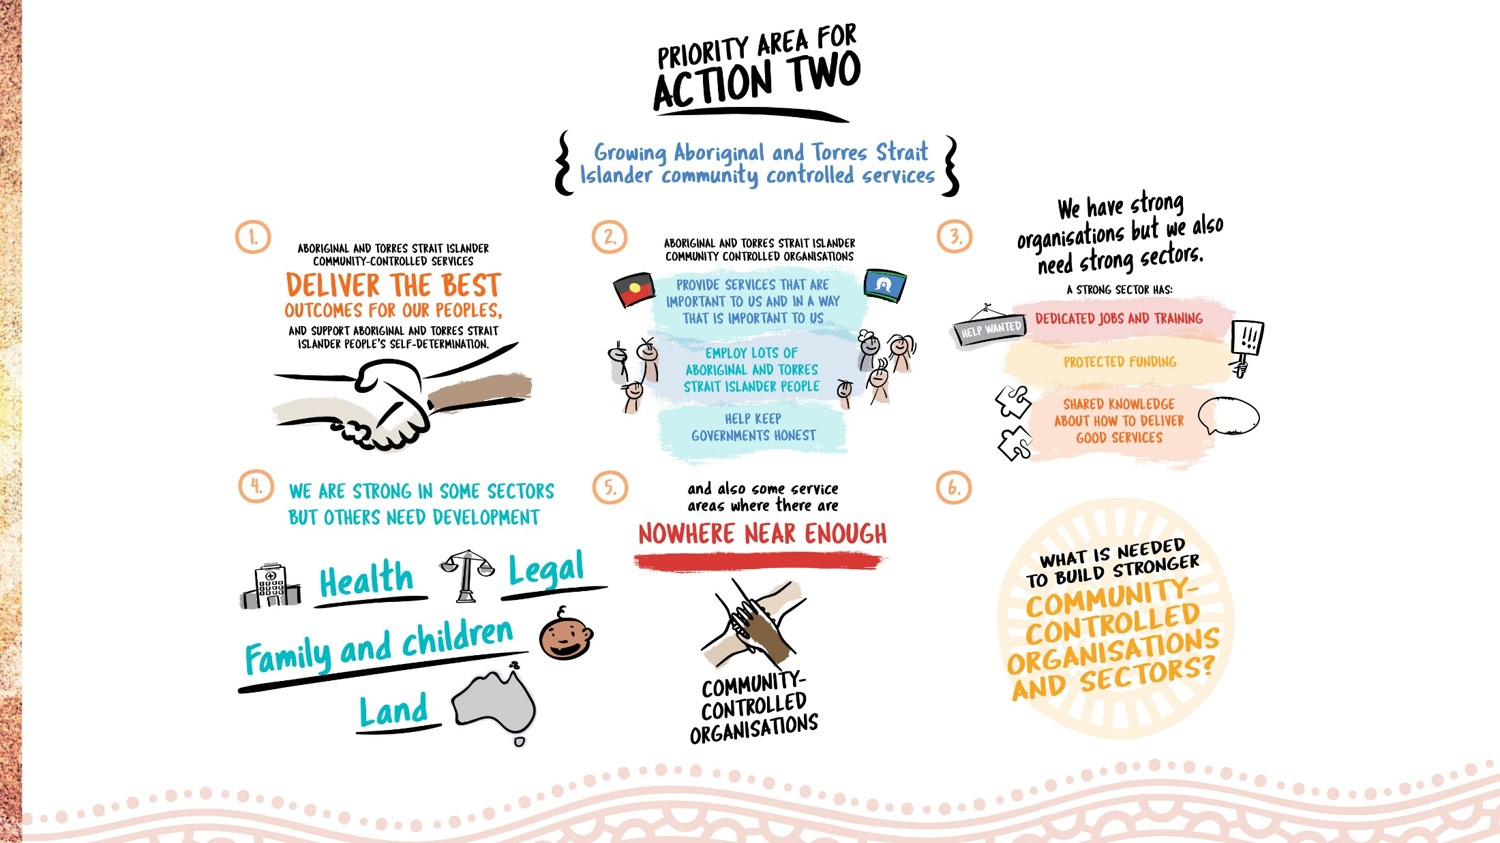 PRIORITY AREA FOR
ACTION TWO
Growing Aboriginal and Torres Strait
Islander community controlled services
1.
ABORIGINAL AND TORRES STRAIT ISLANDER
COMMUNITY-CONTROLLED SERVICES
DELIVER THE BEST
OUTCOMES FOR OUR PEOPLES,
AND SUPPORT ABORIGINAL AND TORRES STRAIT
ISLANDER PEOPLE'S SELF-DETERMINATION.
2.
ABORIGINAL AND TORRES STRAIT ISLANDER
COMMUNITY CONTROLLED ORGANISATIONS
PROVIDE SERVICES THAT ARE
IMPORTANT TO US AND IN A WAY
THAT IS IMPORTANT TO US
EMPLOY LOTS OF
ABORIGINAL AND TORRES
STRAIT ISLANDER PEOPLE
HELP KEEP
GOVERNMENTS HONEST
3.
We have strong
organisations but we also
need strong sectors.
A STRONG SECTOR HAS:
HELP WANTED
DEDICATED JOBS AND TRAINING
!!!
PROTECTED FUNDING
SHARED KNOWLEDGE
ABOUT HOW TO DELIVER
GOOD SERVICES
4.
WE ARE STRONG IN SOME SECTORS
BUT OTHERS NEED DEVELOPMENT
Health
Legal
Family and children
Land
5.
and also some service
areas where there are
NOWHERE NEAR ENOUGH
COMMUNITY-
CONTROLLED
ORGANISATIONS
6.
WHAT IS NEEDED
TO BUILD STRONGER
COMMUNITY-
CONTROLLED
ORGANISATIONS
AND SECTORS?